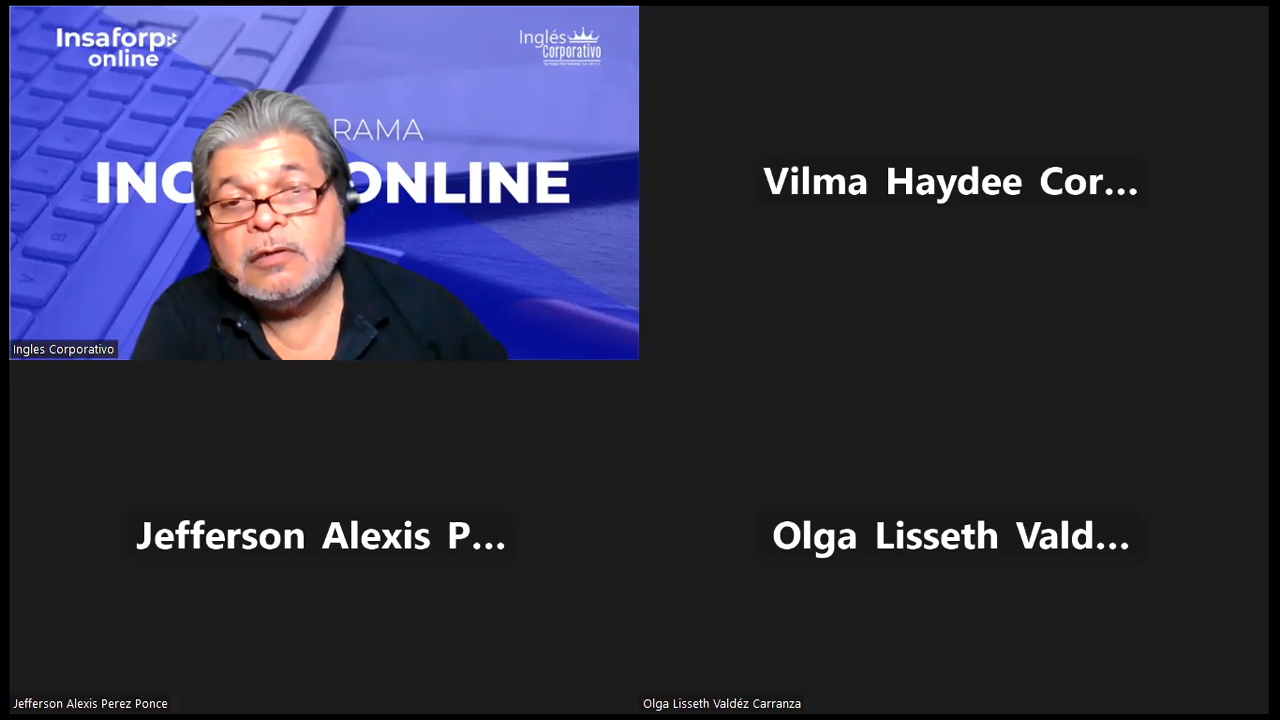 Insaforp
online
Inglés
Corporativo
RAMA
ING ONLINE
Ingles Corporativo
Vilma Haydee Cor...
Jefferson Alexis P...
Olga Lisseth Vald...
Jefferson Alexis Perez Ponce
Olga Lisseth Valdéz Carranza